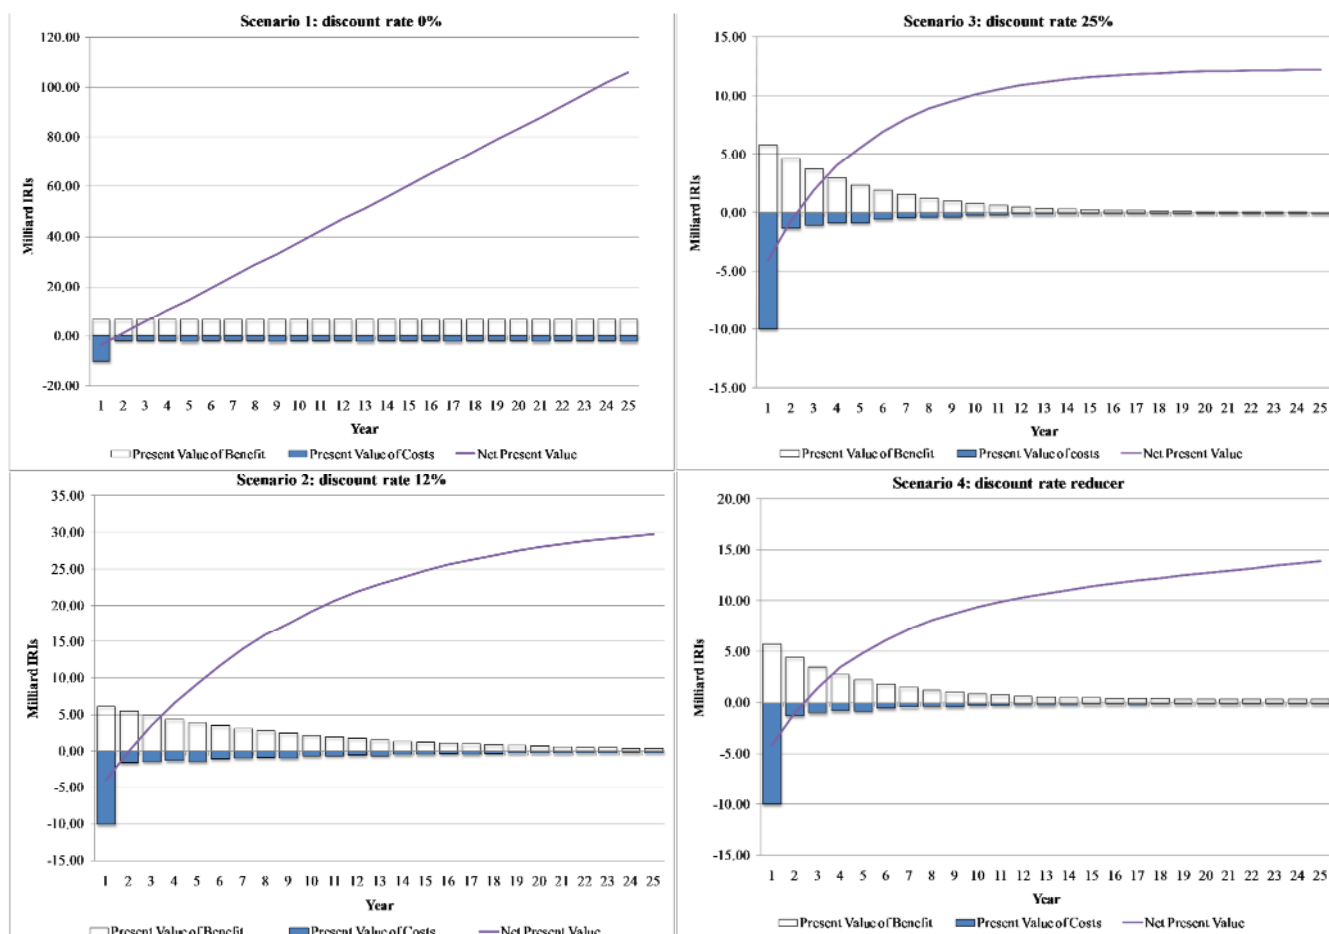 Scenario 1: discount rate 0%
120.00
100.00
80.00
60.00
40.00
20.00
0.00
-20.00
Milliard IRIs
1 2 3 4 5 6 7 8 9 10 11 12 13 14 15 16 17 18 19 20 21 22 23 24 25
Year
Present Value of Benefit Present Value of Costs Net Present Value
Scenario 3: discount rate 25%
15.00
10.00
5.00
0.00
-5.00
-10.00
-15.00
Milliard IRIs
1 2 3 4 5 6 7 8 9 10 11 12 13 14 15 16 17 18 19 20 21 22 23 24 25
Year
Present Value of Benefit Present Value of costs Net Present Value
Scenario 2: discount rate 12%
35.00
30.00
25.00
20.00
15.00
10.00
5.00
0.00
-5.00
-10.00
-15.00
Milliard IRIs
1 2 3 4 5 6 7 8 9 10 11 12 13 14 15 16 17 18 19 20 21 22 23 24 25
Year
Present Value of Benefit Present Value of Costs Net Present Value
Scenario 4: discount rate reducer
20.00
15.00
10.00
5.00
0.00
-5.00
-10.00
-15.00
Milliard IRIs
1 2 3 4 5 6 7 8 9 10 11 12 13 14 15 16 17 18 19 20 21 22 23 24 25
Year
Present Value of Benefit Present Value of Costs Net Present Value